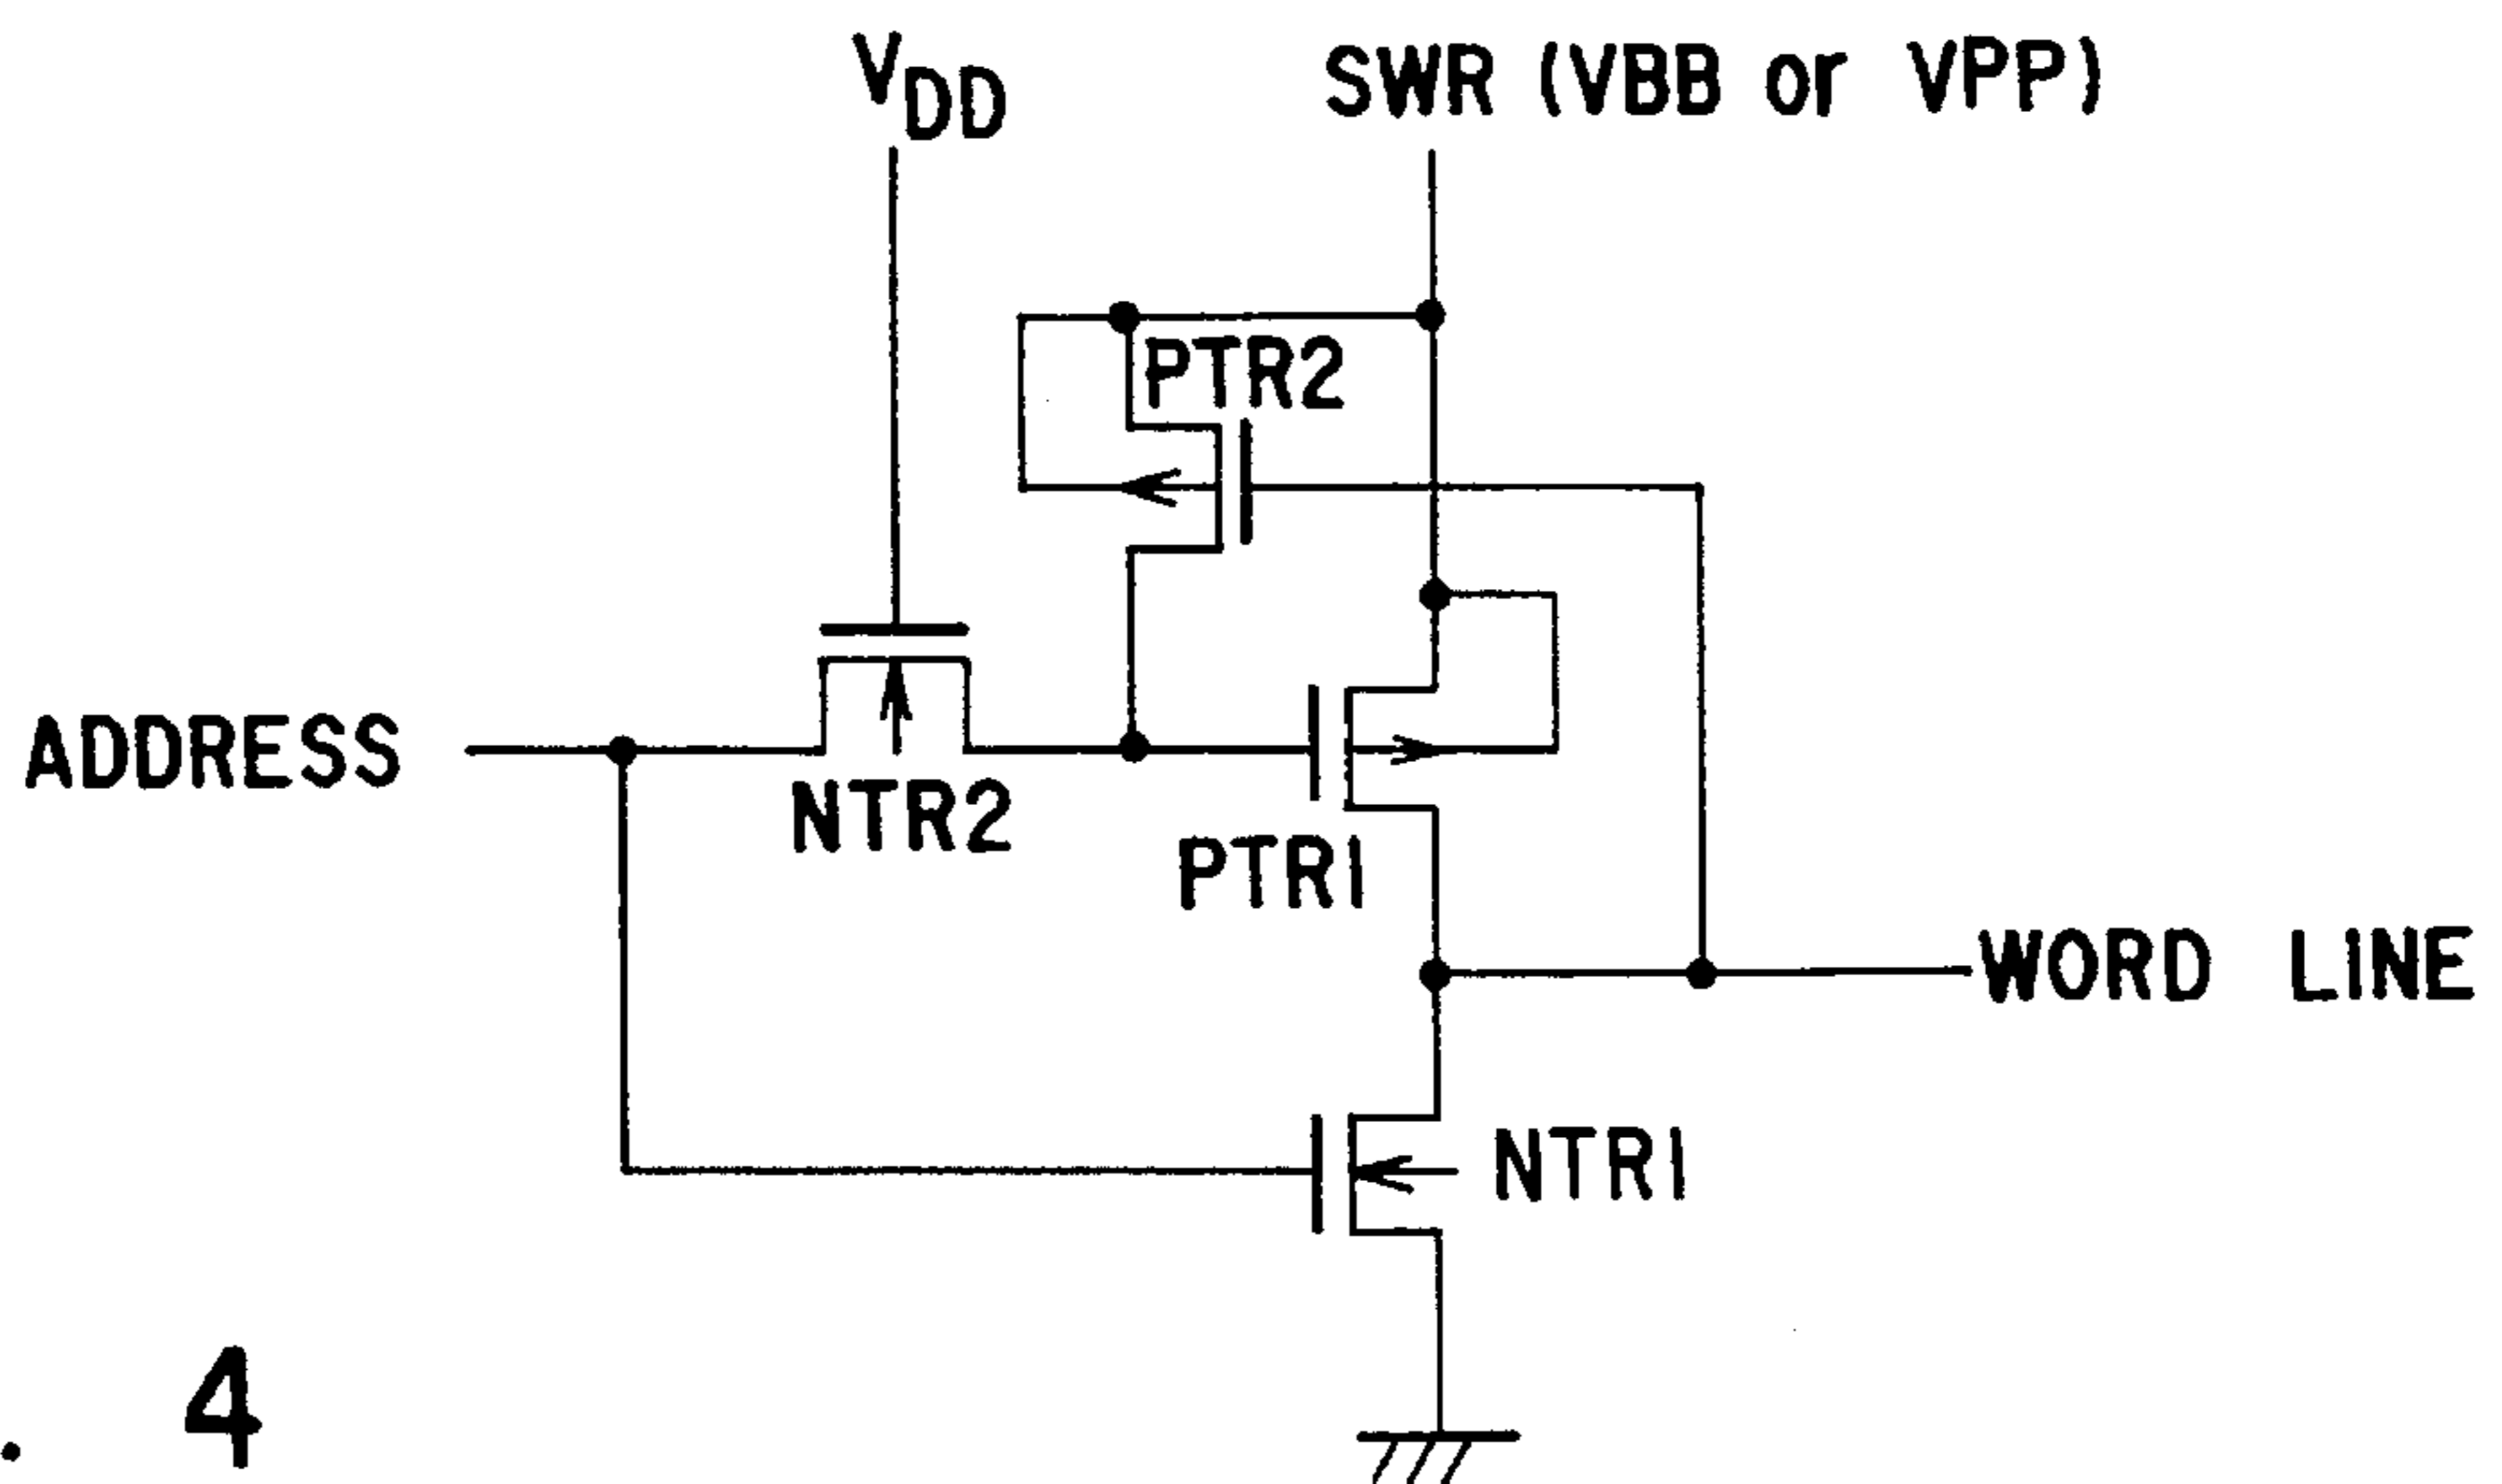 VDD
SWR (VBB or VPP)
PTR2
ADDRESS
NTR2
PTR1
WORD LINE
NTR1
. 4